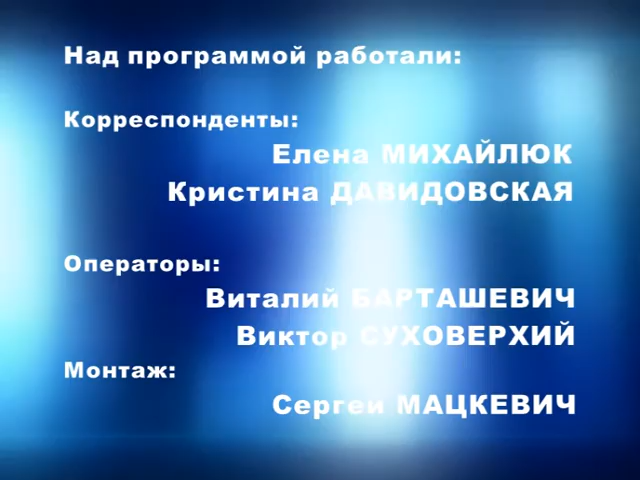 Над программой работали:
Корреспонденты:
Елена МИХАЙЛЮК
Кристина ДАВИДОВСКАЯ
Операторы:
Виталий БАРТАШЕВИЧ
Виктор СУХОВЕРХИЙ
Монтаж:
Сергей МАЦКЕВИЧ